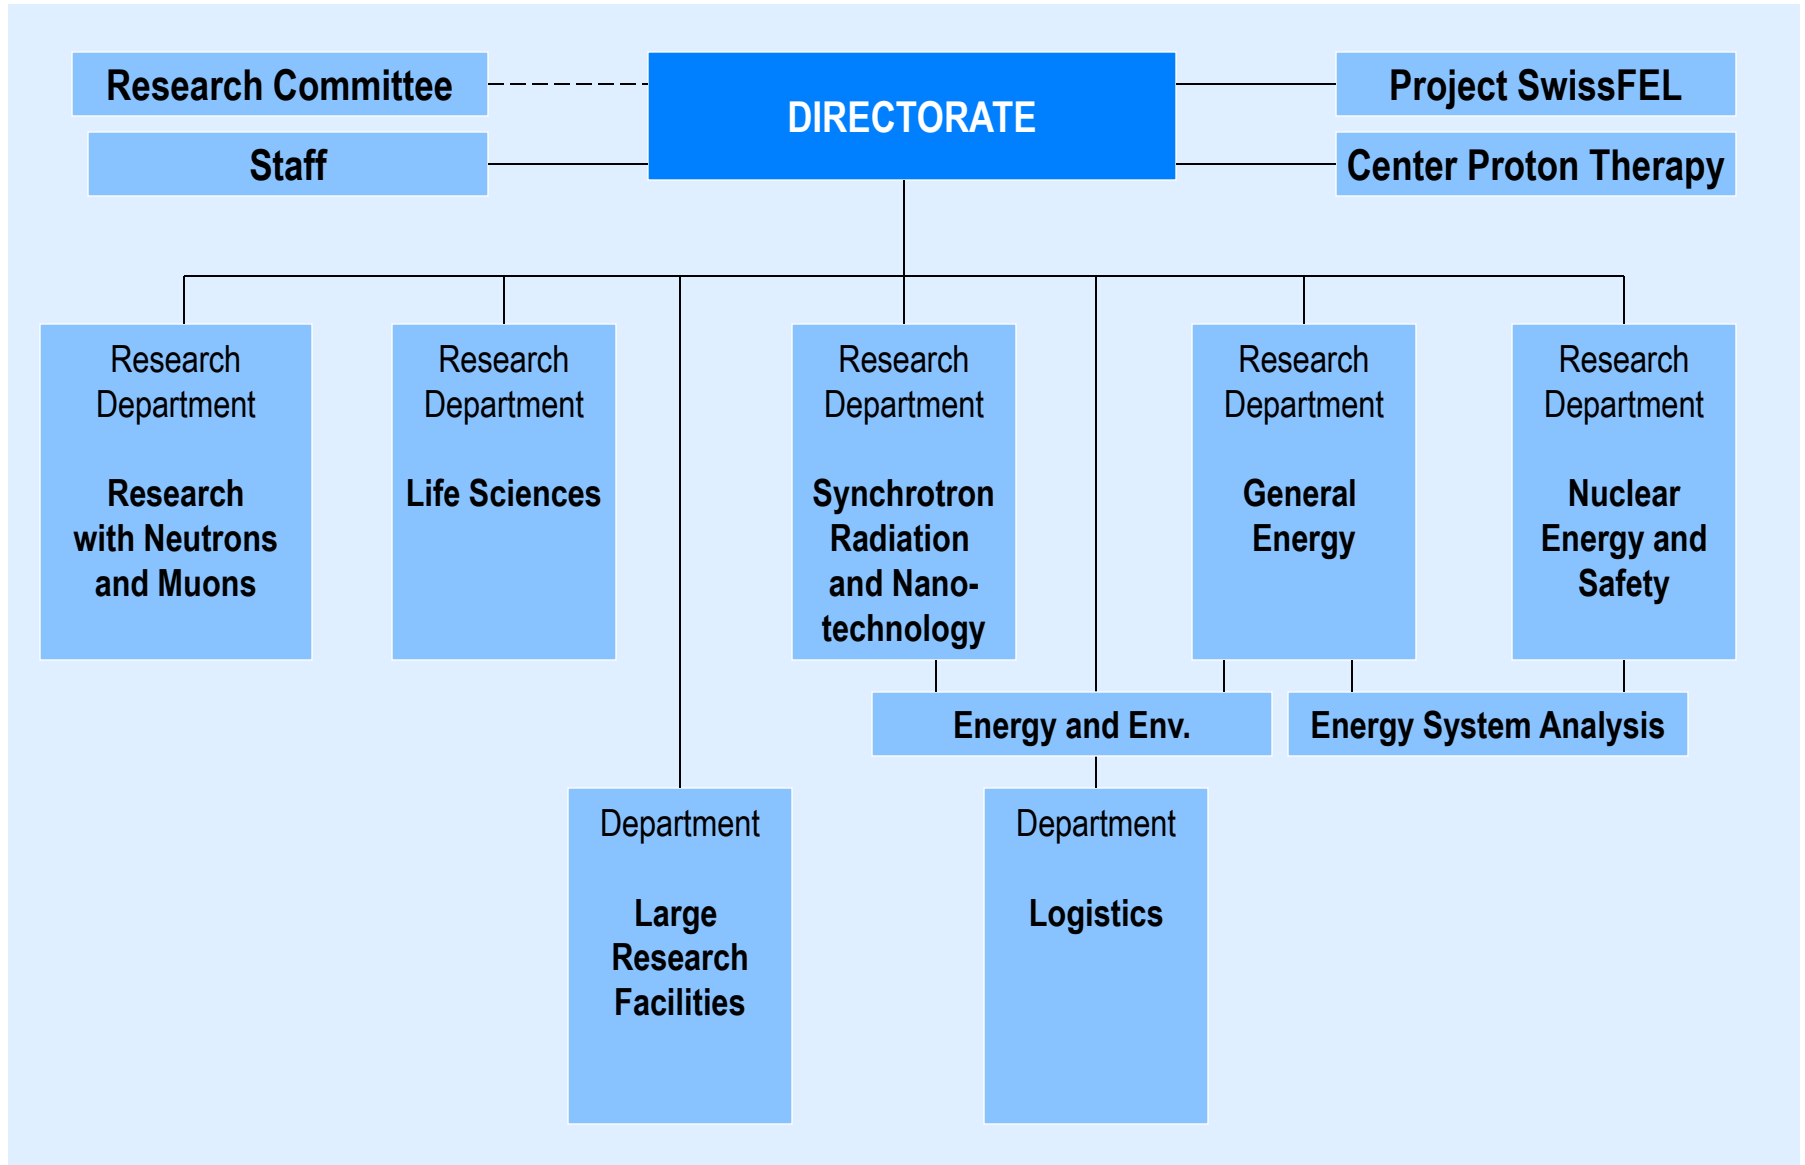 Research Committee
DIRECTORATE
Project SwissFEL
Staff
Center Proton Therapy
Research
Department
Research
with Neutrons
and Muons
Research
Department
Life Sciences
Research
Department
Synchrotron
Radiation
and Nano-
technology
Research
Department
General
Energy
Research
Department
Nuclear
Energy and
Safety
Energy and Env.
Energy System Analysis
Department
Large
Research
Facilities
Department
Logistics